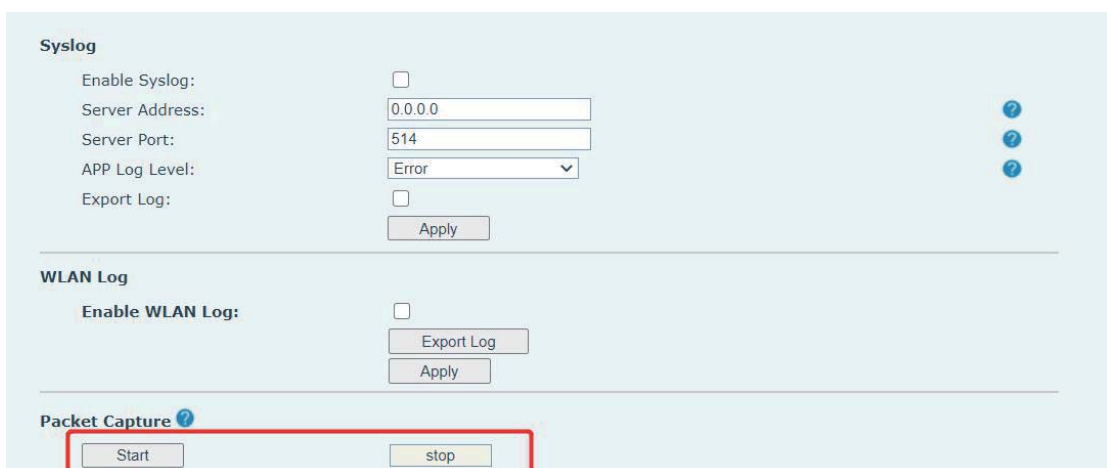 Syslog
Enable Syslog:
Server Address: 0.0.0.0
Server Port: 514
APP Log Level: Error
Export Log:
Apply
WLAN Log
Enable WLAN Log:
Export Log
Apply
Packet Capture
Start stop